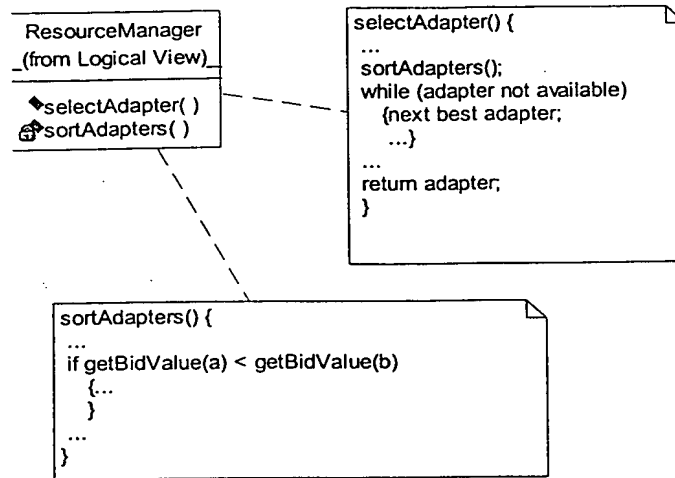 ResourceManager
(from Logical View)
selectAdapter( )
sortAdapters( )
selectAdapter() {
...
sortAdapters();
while (adapter not available)
{next best adapter;
...}
...
return adapter;
}
sortAdapters() {
...
if getBidValue(a) < getBidValue(b)
{...
}
...
}